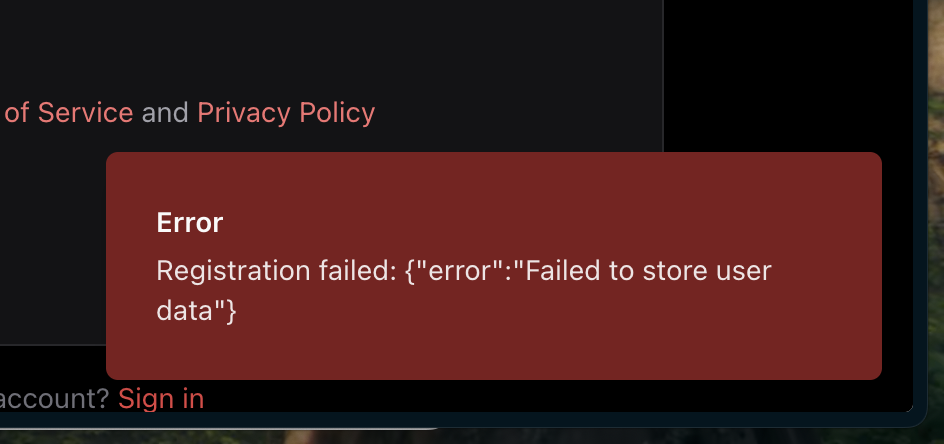 of Service and Privacy Policy
Error
Registration failed: {"error":"Failed to store user
data"}
account? Sign in